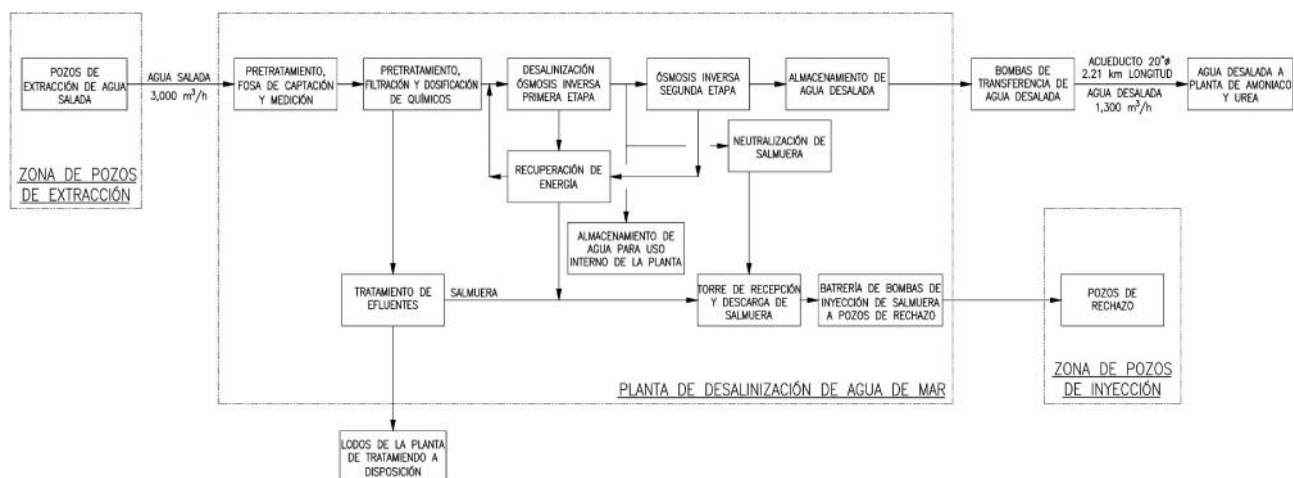 POZOS DE
EXTRACCIÓN DE AGUA
SALADA
AGUA SALADA
3,000 m³/h
PRETRATAMIENTO,
FOSA DE CAPTACIÓN
Y MEDICIÓN
PRETRATAMIENTO,
FILTRACIÓN Y DOSIFICACIÓN
DE QUÍMICOS
DESALINIZACIÓN
ÓSMOSIS INVERSA
PRIMERA ETAPA
ÓSMOSIS INVERSA
SEGUNDA ETAPA
ALMACENAMIENTO DE
AGUA DESALADA
BOMBAS DE
TRANSFERENCIA DE
AGUA DESALADA
ACUEDUCTO 20"ø
2.21 km LONGITUD
AGUA DESALADA
1,300 m³/h
AGUA DESALADA A
PLANTA DE AMONIACO
Y UREA
NEUTRALIZACIÓN DE
SALMUERA
RECUPERACIÓN DE
ENERGÍA
ZONA DE POZOS
DE EXTRACCIÓN
ALMACENAMIENTO DE
AGUA PARA USO
INTERNO DE LA PLANTA
TRATAMIENTO DE
EFLUENTES
SALMUERA
TORRE DE RECEPCIÓN
Y DESCARGA DE
SALMUERA
BATRERÍA DE BOMBAS DE
INYECCIÓN DE SALMUERA
A POZOS DE RECHAZO
POZOS DE
RECHAZO
PLANTA DE DESALINIZACIÓN DE AGUA DE MAR
ZONA DE POZOS
DE INYECCIÓN
LODOS DE LA PLANTA
DE TRATAMIENDO A
DISPOSICIÓN